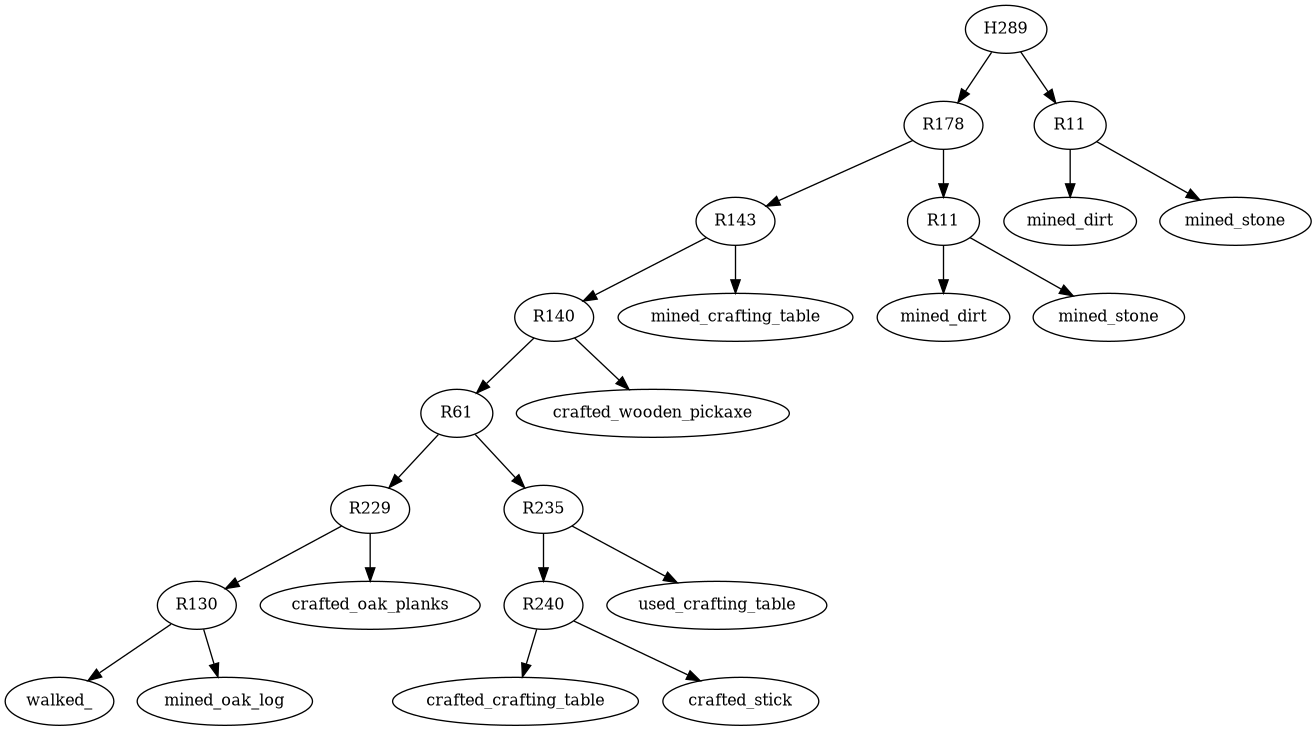 H289
R178
R11
R143
R11
mined_dirt
mined_stone
R140
mined_crafting_table
mined_dirt
mined_stone
R61
crafted_wooden_pickaxe
R229
R235
R130
crafted_oak_planks
R240
used_crafting_table
walked_
mined_oak_log
crafted_crafting_table
crafted_stick